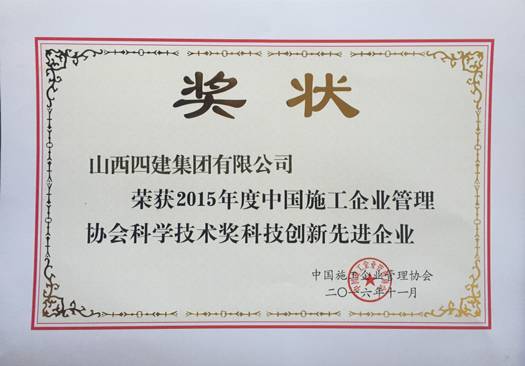 奖状
山西四建集团有限公司
荣获2015年度中国施工企业管理
协会科学技术奖科技创新先进企业
中国施工企业管理协会
二〇一六年十一月